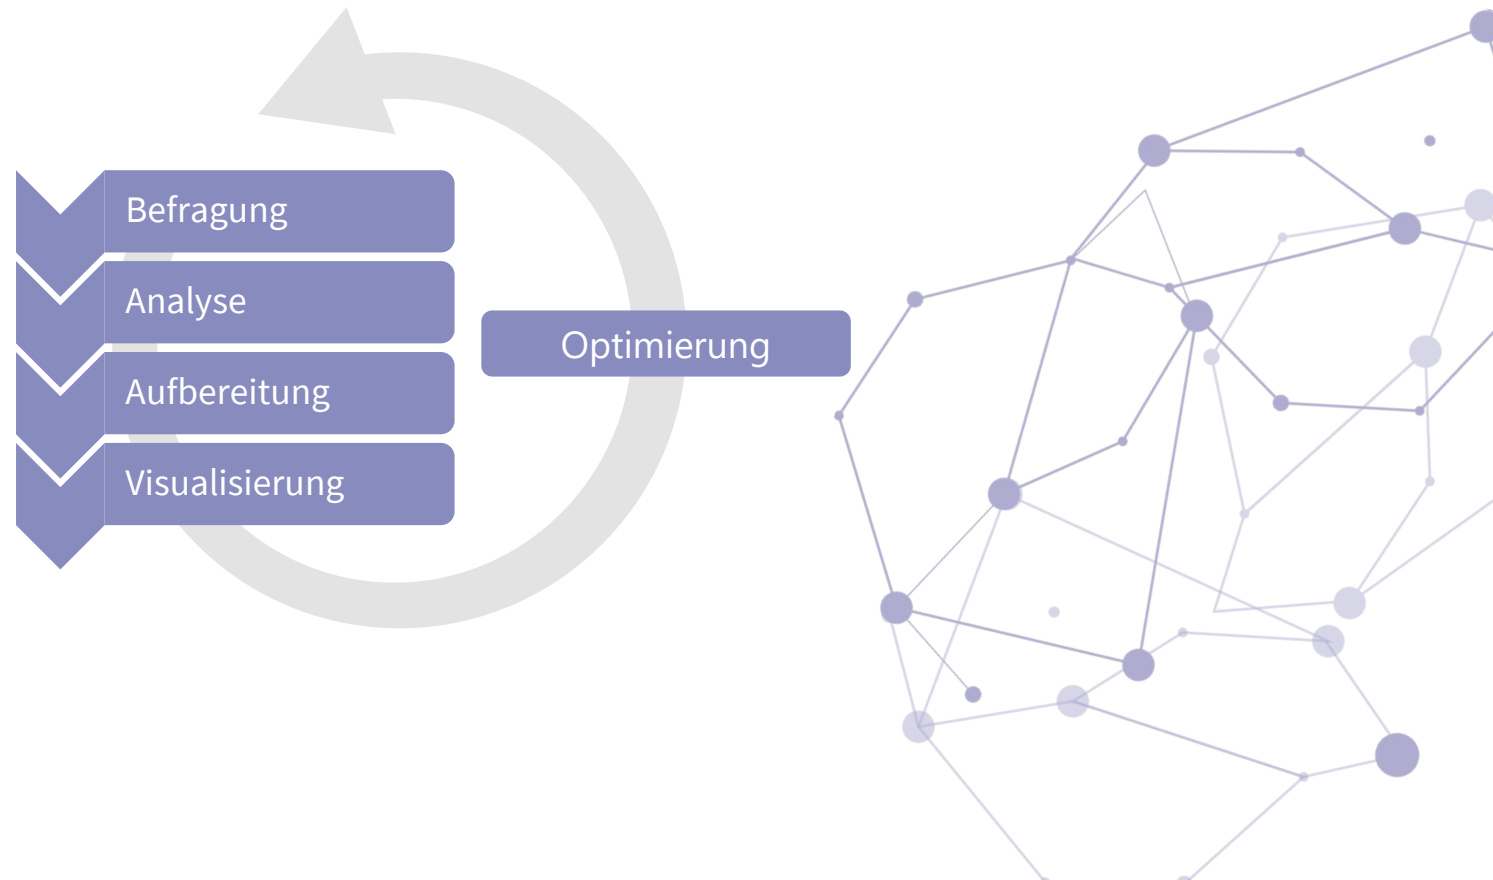 Befragung
Analyse
Aufbereitung
Visualisierung
Optimierung